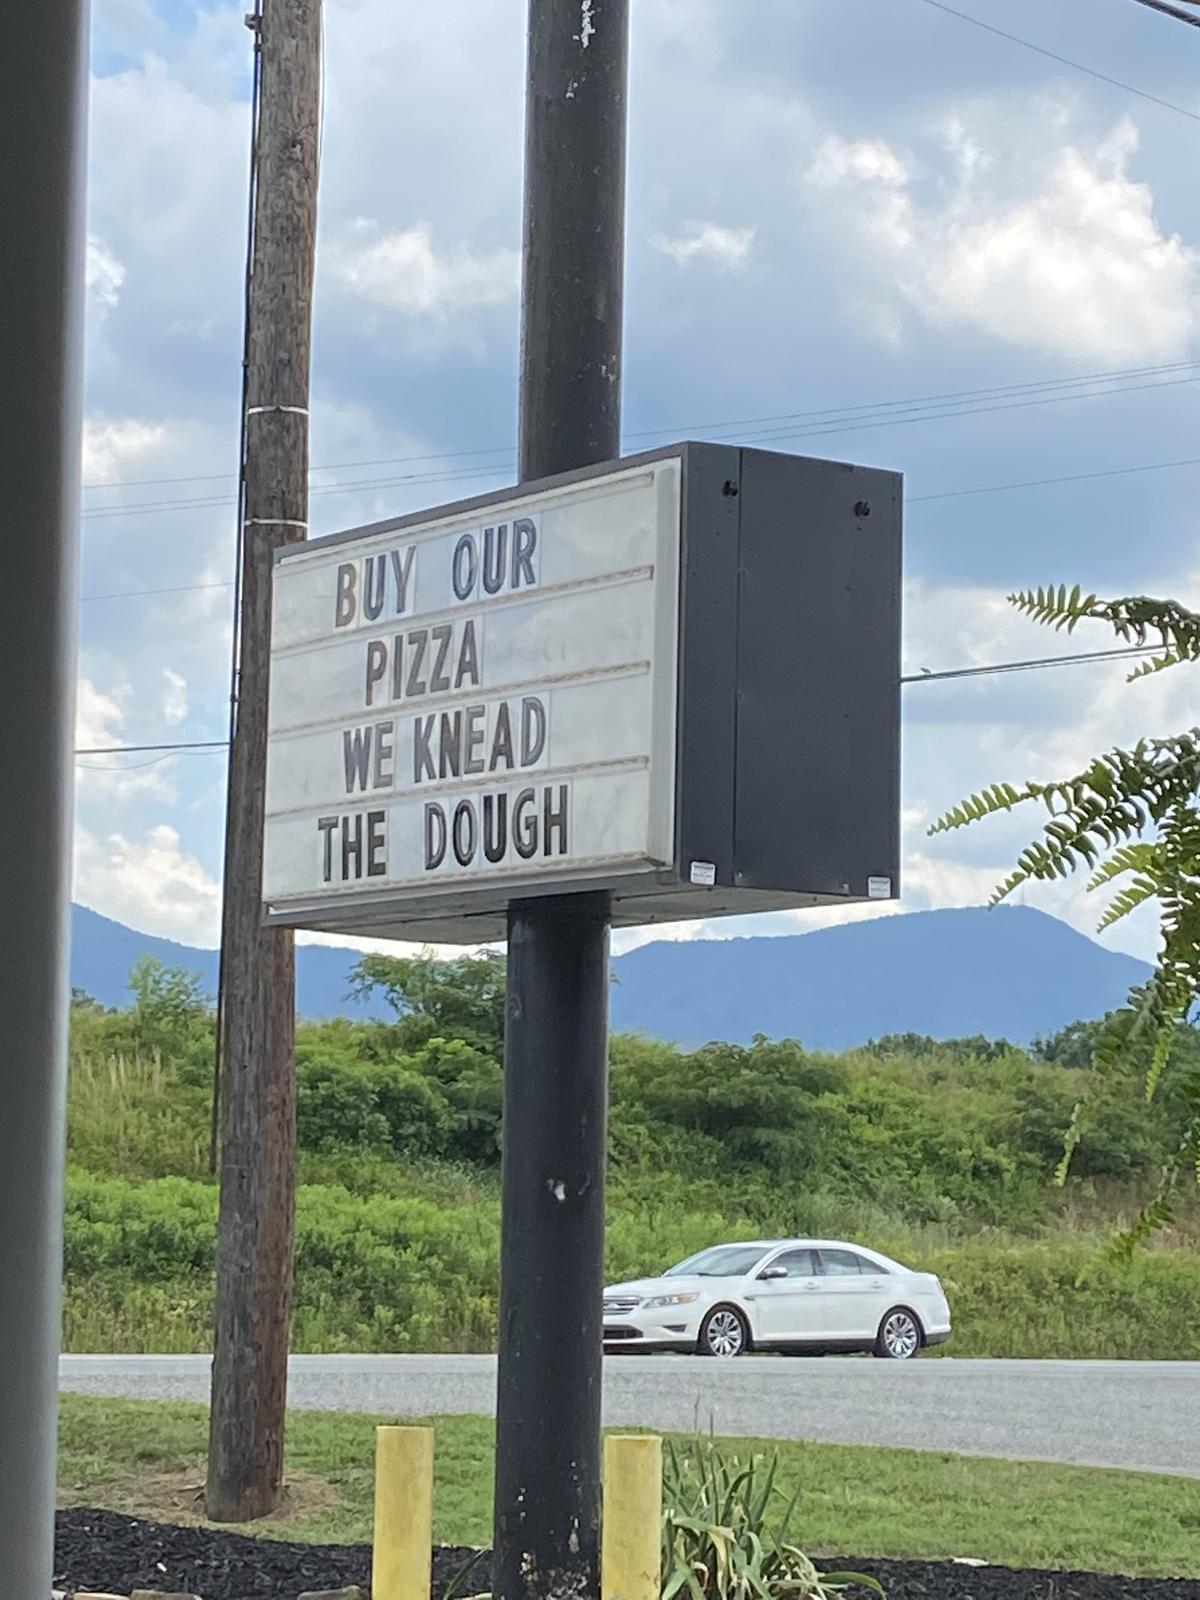 BUY OUR
PIZZA
WE KNEAD
THE DOUGH